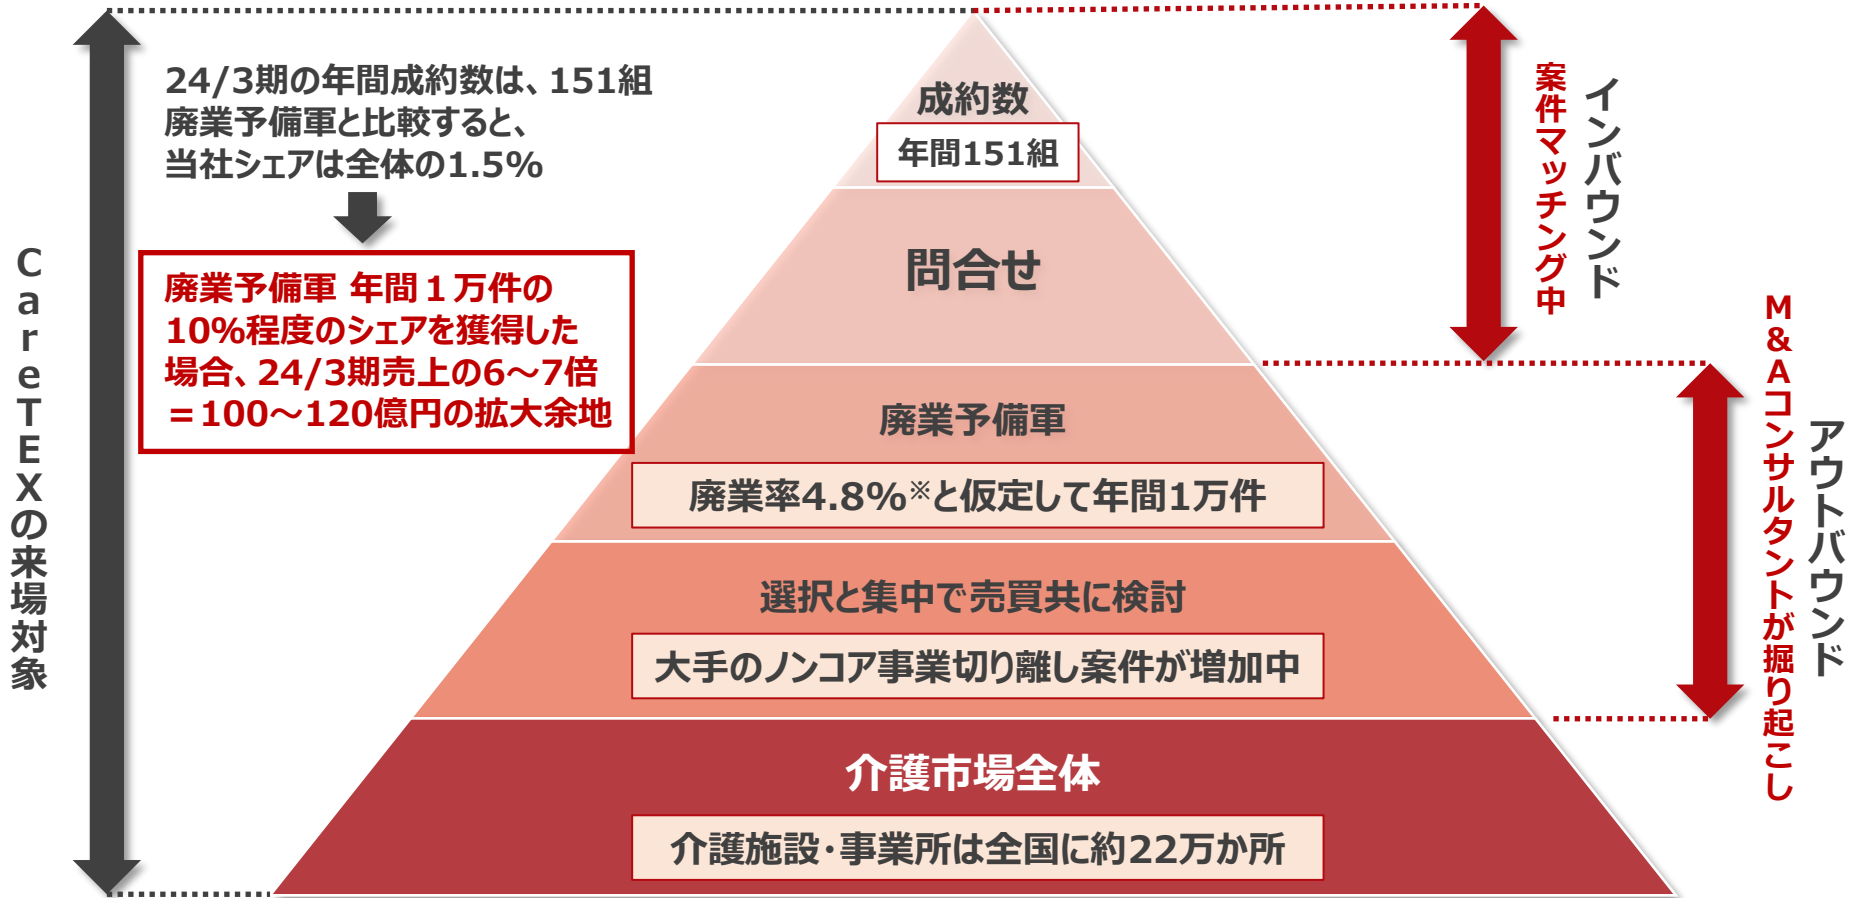 24/3期の年間成約数は、151組
廃業予備軍と比較すると、
当社シェアは全体の1.5%
廃業予備軍 年間１万件の
10%程度のシェアを獲得した
場合、24/3期売上の6～7倍
＝100～120億円の拡大余地
CareTEXの来場対象
成約数
年間151組
問合せ
廃業予備軍
廃業率4.8%※と仮定して年間1万件
選択と集中で売買共に検討
大手のノンコア事業切り離し案件が増加中
介護市場全体
介護施設・事業所は全国に約22万か所
インバウンド
案件マッチング中
アウトバウンド
M&Aコンサルタントが掘り起こし